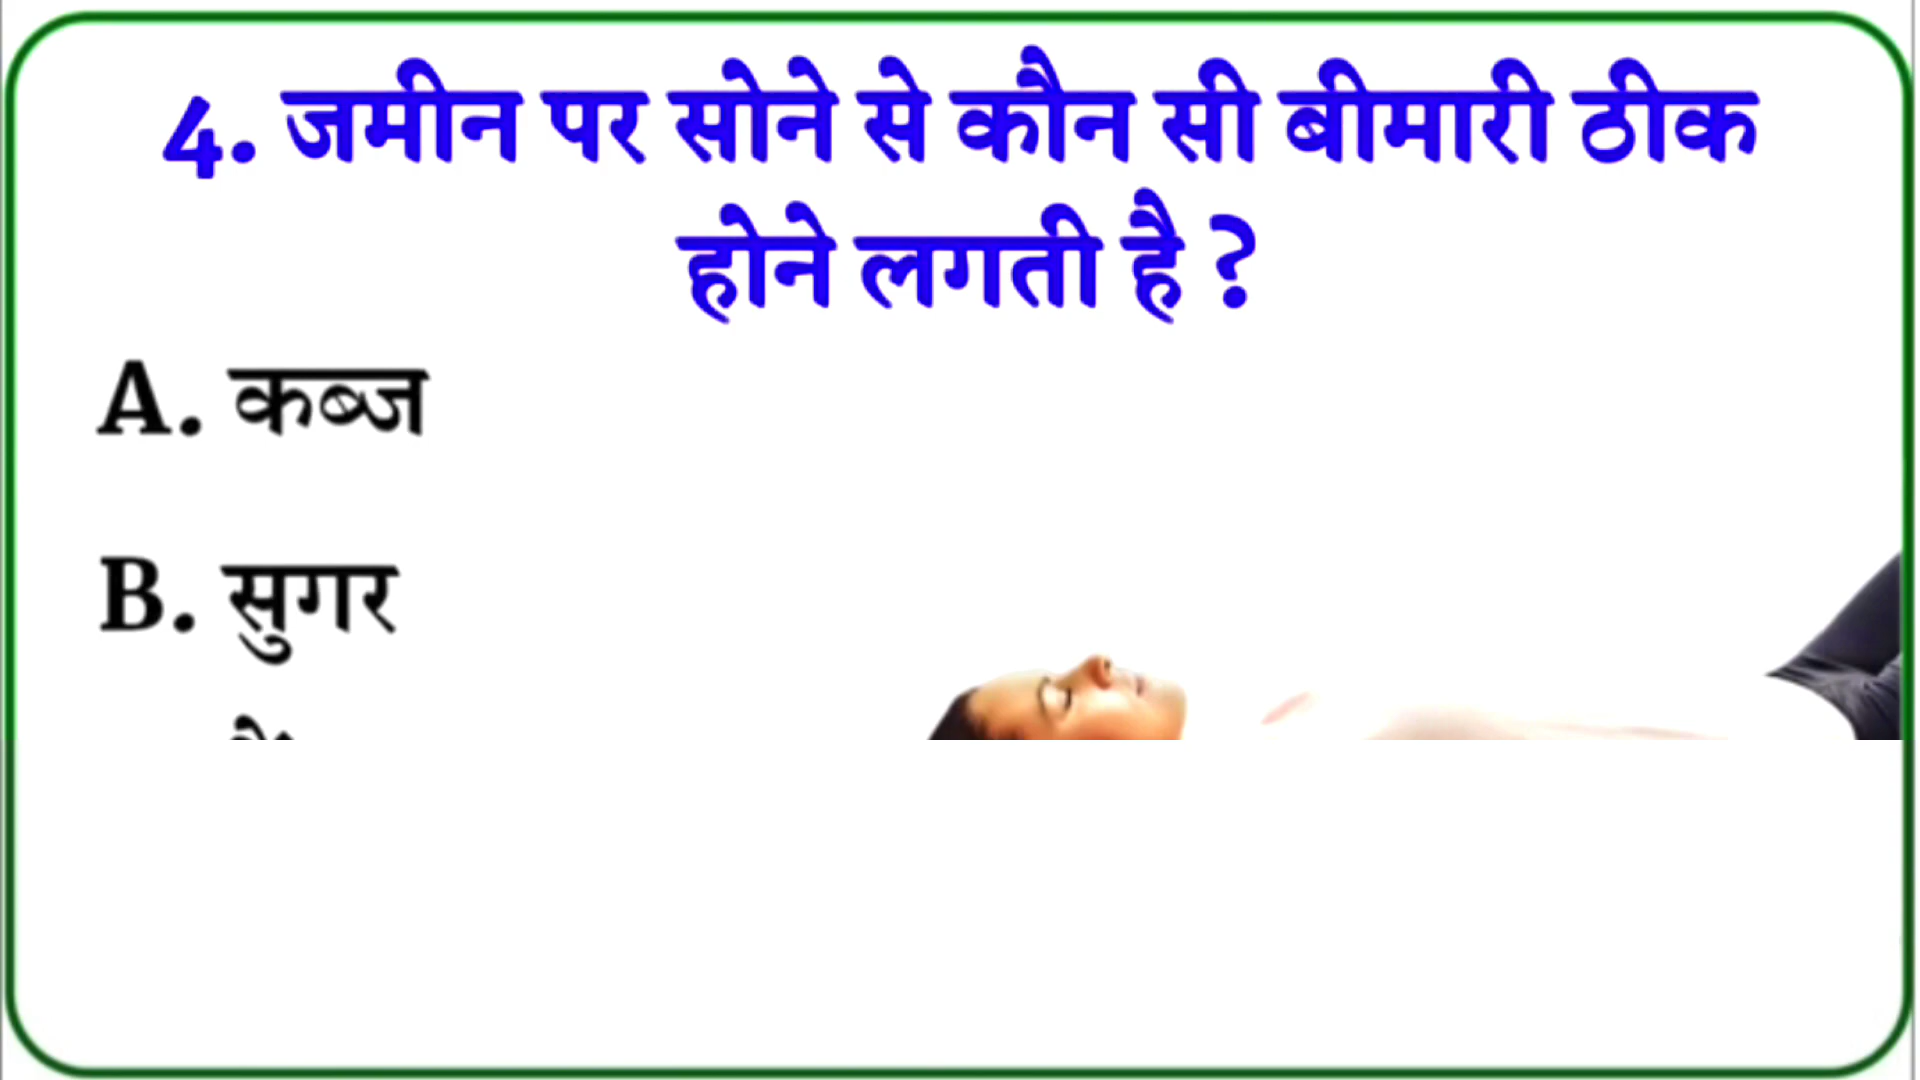 4. जमीन पर सोने से कौन सी बीमारी ठीक
होने लगती है ?
A. कब्ज
B. सुगर